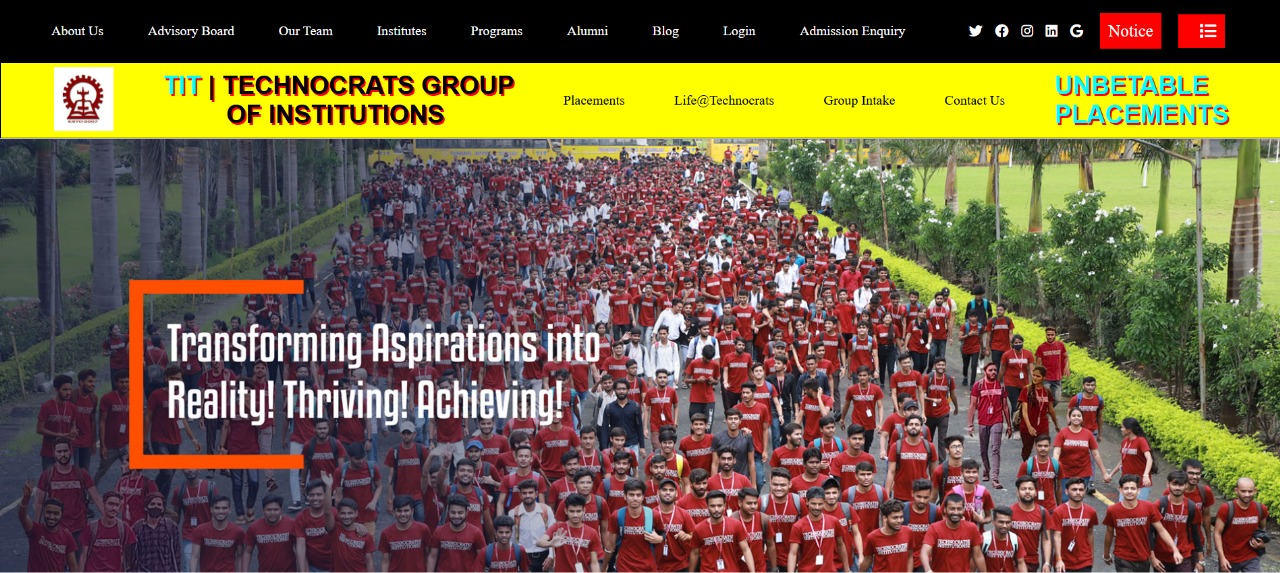 About Us
Advisory Board
Our Team
Institutes
Programs
Alumni
Blog
Login
Admission Enquiry
Notice
TIT | TECHNOCRATS GROUP
OF INSTITUTIONS
Placements
Life@Technocrats
Group Intake
Contact Us
UNBETABLE
PLACEMENTS
Transforming Aspirations into
Reality! Thriving! Achieving!